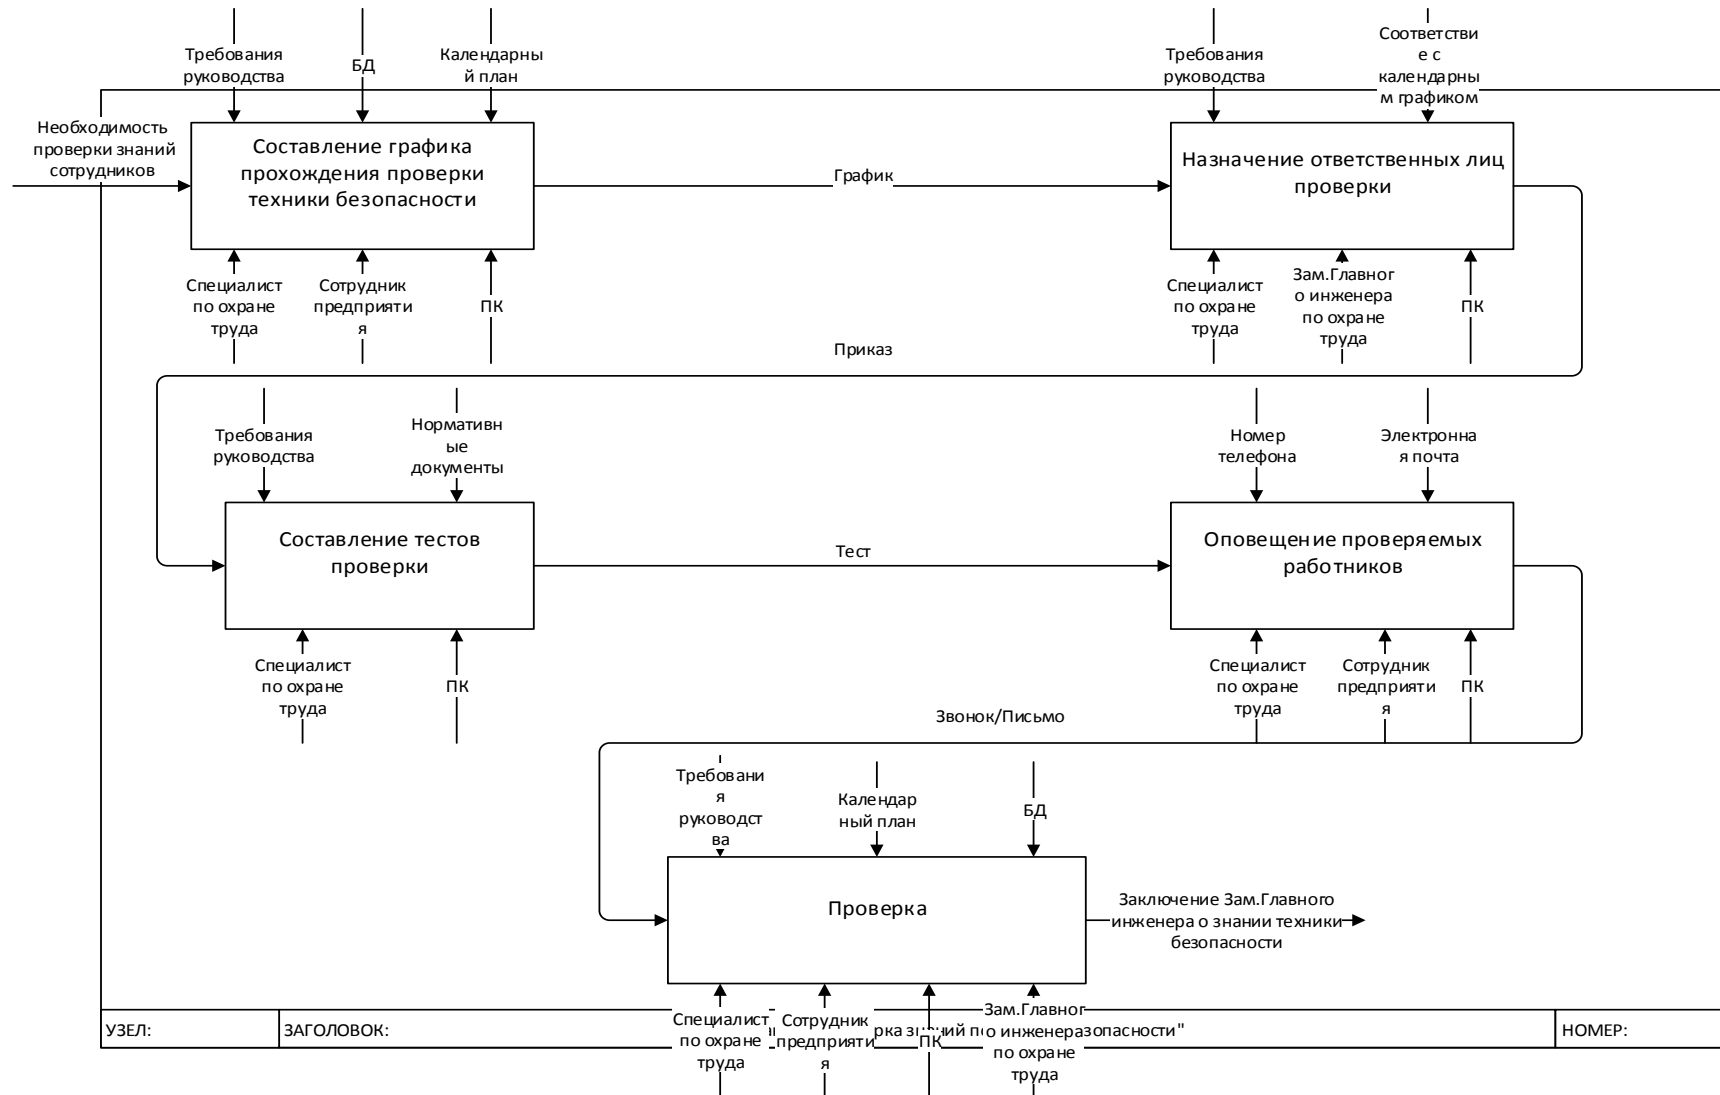 Требования
руководства
БД
Календарны
й план
Требования
руководства
Соответстви
е с
календарны
м графиком
Необходимость
проверки знаний
сотрудников
Составление графика
прохождения проверки
техники безопасности
График
Назначение ответственных лиц
проверки
Специалист
по охране
труда
Сотрудник
предприяти
я
ПК
Специалист
по охране
труда
Зам.Главног
о инженера
по охране
труда
ПК
Приказ
Требования
руководства
Нормативн
ые
документы
Номер
телефона
Электронна
я почта
Составление тестов
проверки
Тест
Оповещение проверяемых
работников
Специалист
по охране
труда
ПК
Специалист
по охране
труда
Сотрудник
предприяти
я
ПК
Звонок/Письмо
Требовани
я
руководст
ва
Календар
ный план
БД
Проверка
Заключение Зам.Главного
инженера о знании техники
безопасности
Специалист
по охране
труда
Сотрудник
предприяти
я
ПК
Зам.Главног
о инженера
по охране
труда
УЗЕЛ:
ЗАГОЛОВОК:
НОМЕР: